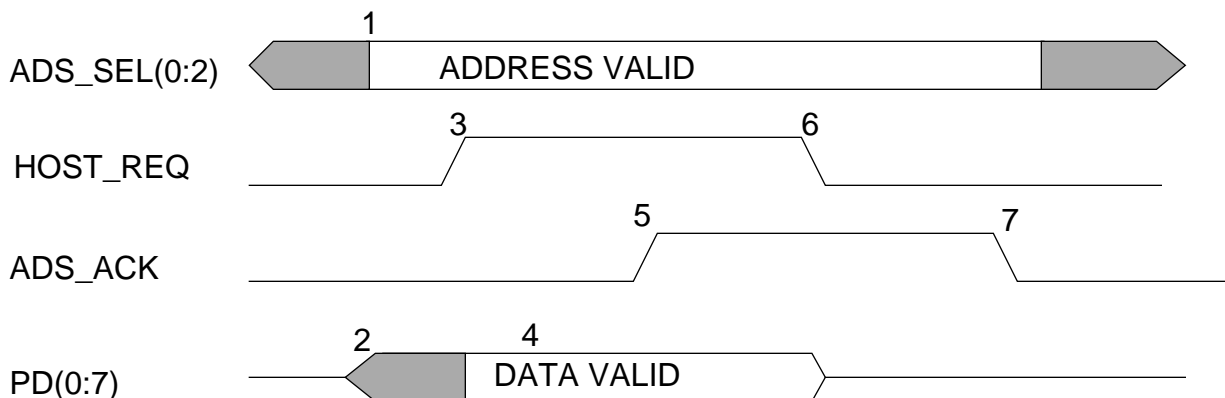 1
ADS_SEL(0:2)
ADDRESS VALID
3
6
HOST_REQ
5
7
ADS_ACK
2
4
PD(0:7)
DATA VALID